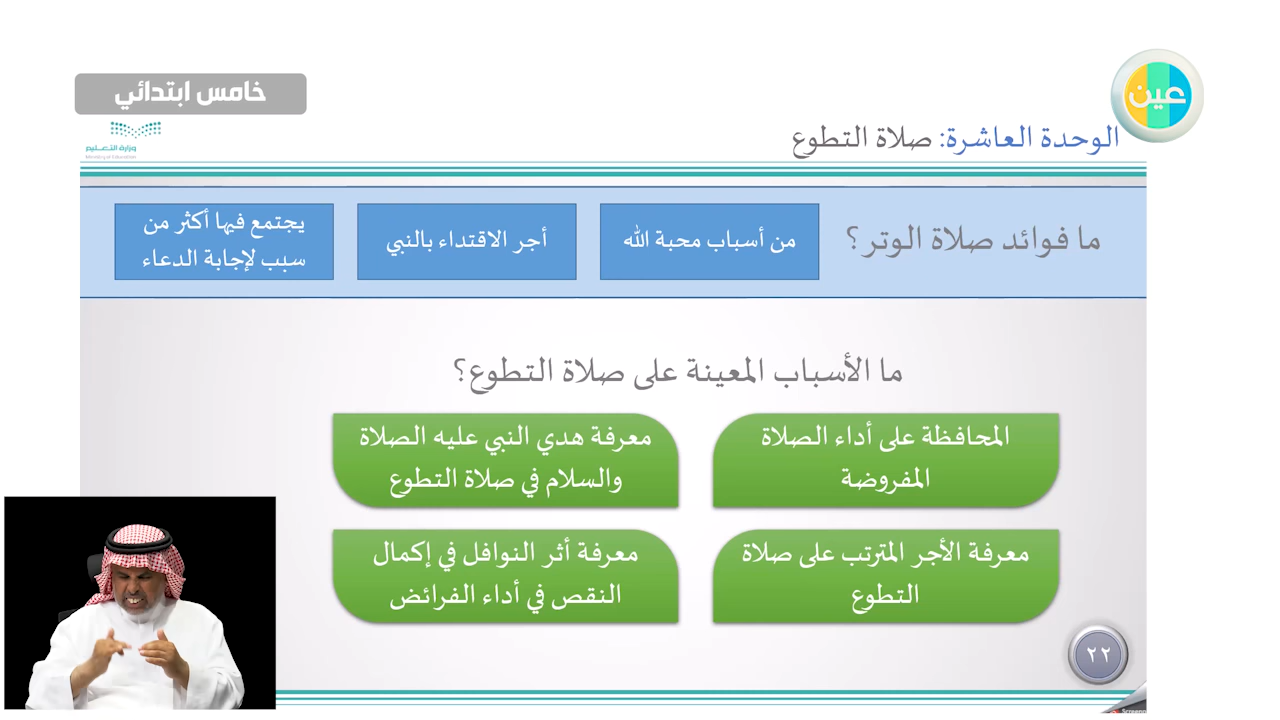 خامس ابتدائي
عين
وزارة التعليم
Ministry of Education
الوحدة العاشرة: صلاة التطوع
ما فوائد صلاة الوتر؟
من أسباب محبة الله
أجر الاقتداء بالنبي
يجتمع فيها أكثر من
سبب لإجابة الدعاء
ما الأسباب المعينة على صلاة التطوع؟
المحافظة على أداء الصلاة
المفروضة
معرفة هدي النبي عليه الصلاة
والسلام في صلاة التطوع
معرفة الأجر المترتب على صلاة
التطوع
معرفة أثر النوافل في إكمال
النقص في أداء الفرائض
٢٢